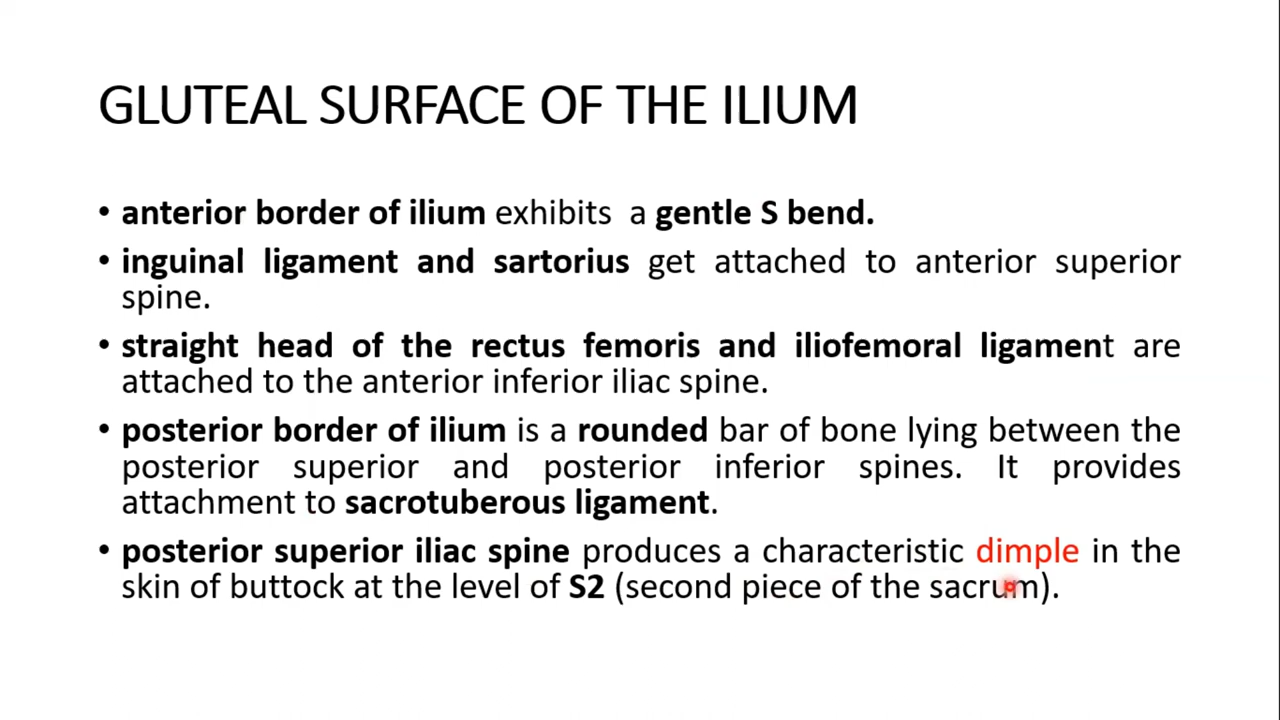 GLUTEAL SURFACE OF THE ILIUM
• anterior border of ilium exhibits a gentle S bend.
• inguinal ligament and sartorius get attached to anterior superior
spine.
• straight head of the rectus femoris and iliofemoral ligament are
attached to the anterior inferior iliac spine.
• posterior border of ilium is a rounded bar of bone lying between the
posterior superior and posterior inferior spines. It provides
attachment to sacrotuberous ligament.
• posterior superior iliac spine produces a characteristic dimple in the
skin of buttock at the level of S2 (second piece of the sacrum).